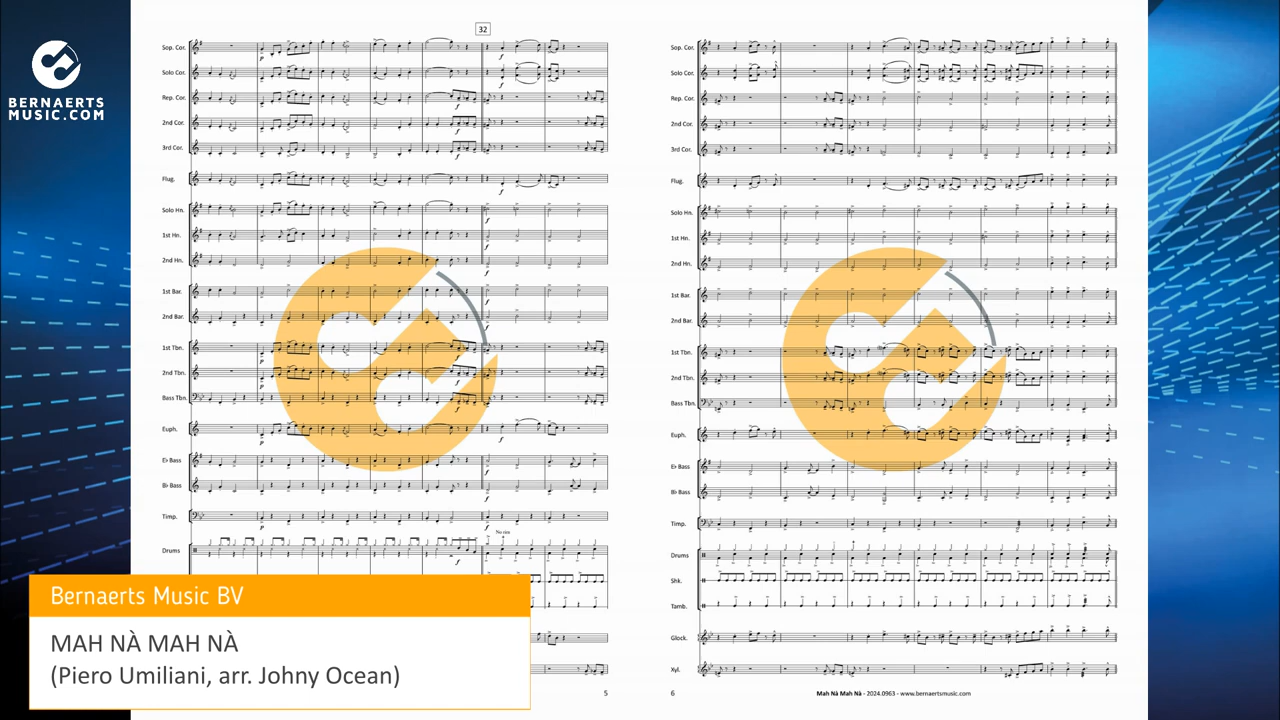 BERNAERTS
MUSIC.COM
32
Sop. Cor.
Solo Cor.
Rep. Cor.
2nd Cor.
3rd Cor.
Flug.
Solo Hn.
1st Hn.
2nd Hn.
1st Bar.
2nd Bar.
1st Tbn.
2nd Tbn.
Bass Tbn.
Euph.
E♭ Bass
B♭ Bass
Timp.
Drums
5
Sop. Cor.
Solo Cor.
Rep. Cor.
2nd Cor.
3rd Cor.
Flug.
Solo Hn.
1st Hn.
2nd Hn.
1st Bar.
2nd Bar.
1st Tbn.
2nd Tbn.
Bass Tbn.
Euph.
E♭ Bass
B♭ Bass
Timp.
Drums
Shk.
Tamb.
Glock.
Xyl.
6
Mah Nà Mah Nà - 2024.0963 - www.bernaertsmusic.com
Bernaerts Music BV
MAH NÀ MAH NÀ
(Piero Umiliani, arr. Johny Ocean)